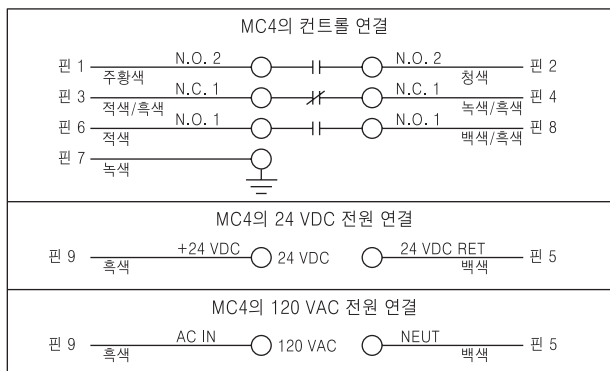 MC4의 컨트롤 연결
핀 1 주황색 N.O. 2 N.O. 2 청색 핀 2
핀 3 적색/흑색 N.C. 1 N.C. 1 녹색/흑색 핀 4
핀 6 적색 N.O. 1 N.O. 1 백색/흑색 핀 8
핀 7 녹색
MC4의 24 VDC 전원 연결
핀 9 흑색 +24 VDC 24 VDC 24 VDC RET 백색 핀 5
MC4의 120 VAC 전원 연결
핀 9 흑색 AC IN 120 VAC NEUT 백색 핀 5